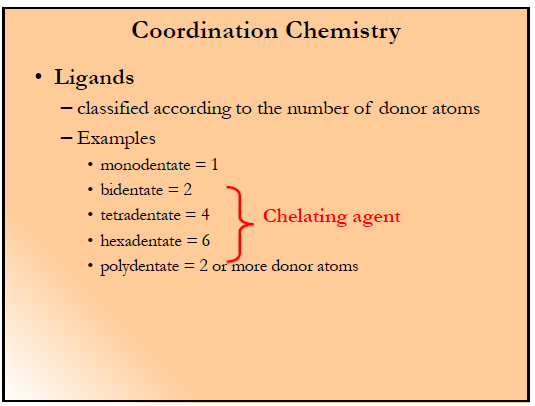 Coordination Chemistry
• Ligands
– classified according to the number of donor atoms
– Examples
• monodentate = 1
• bidentate = 2
• tetradentate = 4
Chelating agent
• hexadentate = 6
• polydentate = 2 or more donor atoms